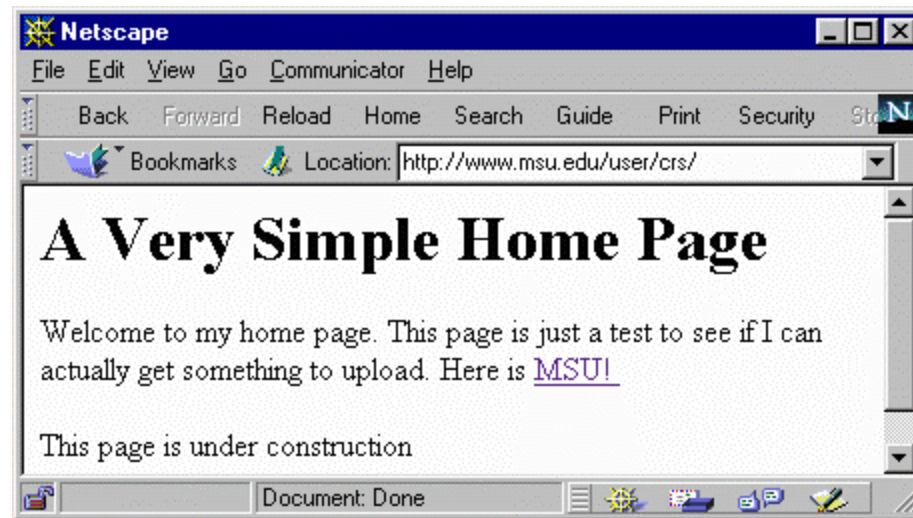 Netscape
File Edit View Go Communicator Help
Back Forward Reload Home Search Guide Print Security N
Bookmarks Location: http://www.msu.edu/user/crs/
A Very Simple Home Page
Welcome to my home page. This page is just a test to see if I can
actually get something to upload. Here is MSU!
This page is under construction
Document: Done